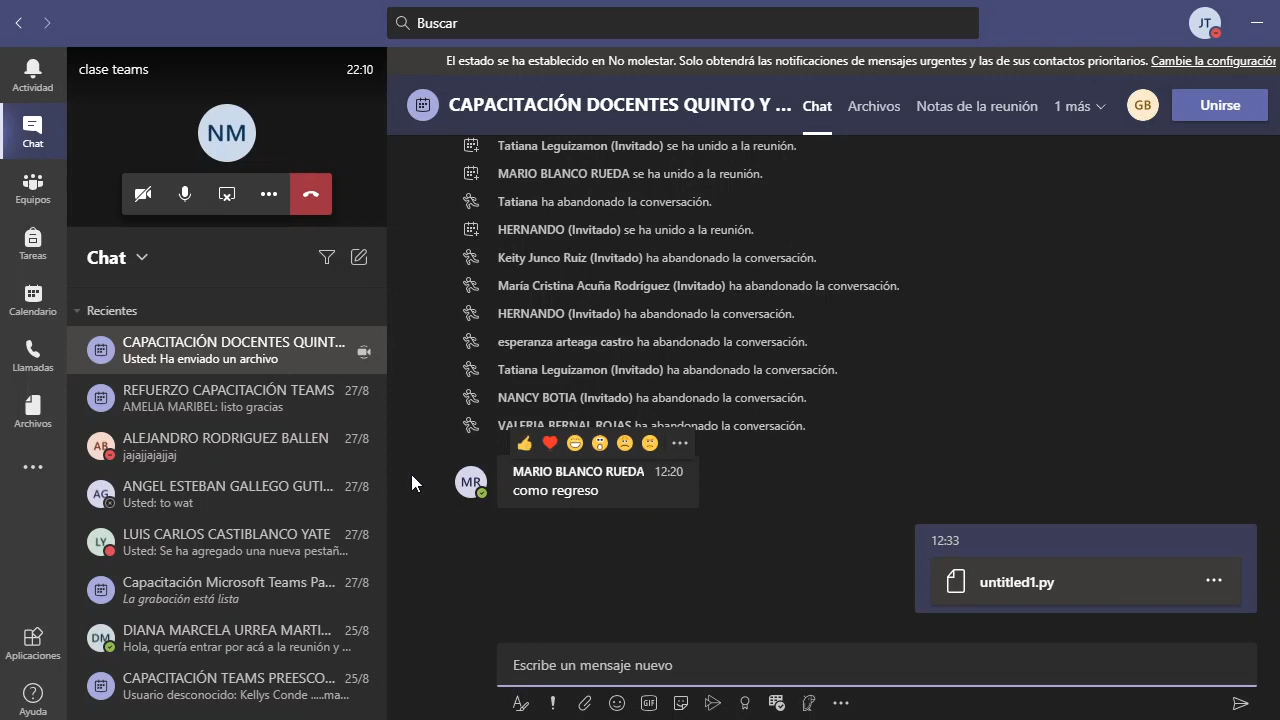 Buscar
JT
El estado se ha establecido en No molestar. Solo obtendrá las notificaciones de mensajes urgentes y las de sus contactos prioritarios. Cambie la configuración
Actividad
Chat
Equipos
Tareas
Calendario
Llamadas
Archivos
Aplicaciones
Ayuda
clase teams
22:10
NM
Chat
Recientes
CAPACITACIÓN DOCENTES QUINT...
Usted: Ha enviado un archivo
REFUERZO CAPACITACIÓN TEAMS 27/8
AMELIA MARIBEL: listo gracias
AB
ALEJANDRO RODRIGUEZ BALLEN 27/8
jajajjajajjaj
AG
ANGEL ESTEBAN GALLEGO GUTI... 27/8
Usted: to wat
LY
LUIS CARLOS CASTIBLANCO YATE 27/8
Usted: Se ha agregado una nueva pestañ...
Capacitación Microsoft Teams Pa... 27/8
La grabación está lista
DM
DIANA MARCELA URREA MARTI... 25/8
Hola, quería entrar por acá a la reunión y ...
CAPACITACIÓN TEAMS PREESCO... 25/8
Usuario desconocido: Kellys Conde .....ma...
CAPACITACIÓN DOCENTES QUINTO Y ...
Chat
Archivos
Notas de la reunión
1 más
GB
Unirse
Tatiana Leguizamon (Invitado) se ha unido a la reunión.
MARIO BLANCO RUEDA se ha unido a la reunión.
Tatiana ha abandonado la conversación.
HERNANDO (Invitado) se ha unido a la reunión.
Keity Junco Ruiz (Invitado) ha abandonado la conversación.
María Cristina Acuña Rodríguez (Invitado) ha abandonado la conversación.
HERNANDO (Invitado) ha abandonado la conversación.
esperanza arteaga castro ha abandonado la conversación.
Tatiana Leguizamon (Invitado) ha abandonado la conversación.
NANCY BOTIA (Invitado) ha abandonado la conversación.
VALERIA BERNAL ROJAS ha abandonado la conversación.
MR
MARIO BLANCO RUEDA 12:20
como regreso
12:33
untitled1.py
Escribe un mensaje nuevo
GIF